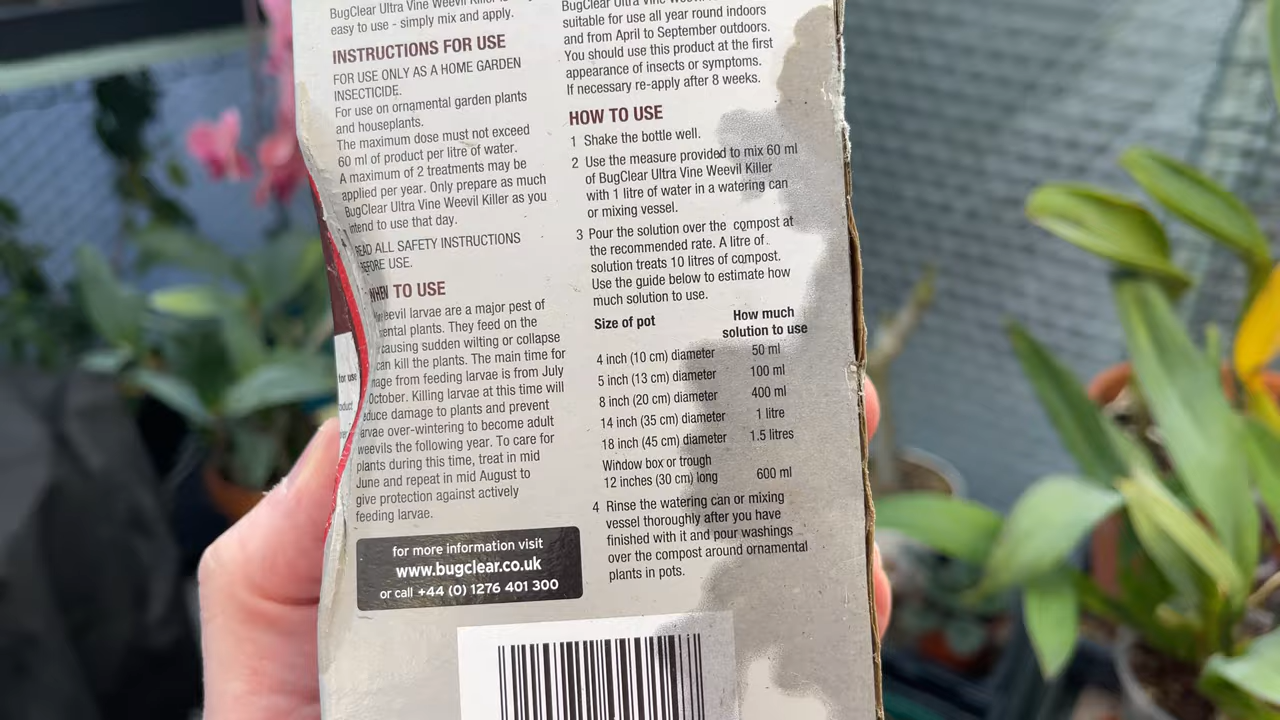 BugClear Ultra Vine Weevil Killer is
easy to use - simply mix and apply.
INSTRUCTIONS FOR USE
FOR USE ONLY AS A HOME GARDEN
INSECTICIDE.
For use on ornamental garden plants
and houseplants.
The maximum dose must not exceed
60 ml of product per litre of water.
A maximum of 2 treatments may be
applied per year. Only prepare as much
BugClear Ultra Vine Weevil Killer as you
intend to use that day.
READ ALL SAFETY INSTRUCTIONS
BEFORE USE.
WHEN TO USE
weevil larvae are a major pest of
plants. They feed on the
causing sudden wilting or collapse
can kill the plants. The main time for
from feeding larvae is from July
October. Killing larvae at this time will
reduce damage to plants and prevent
larvae over-wintering to become adult
weevils the following year. To care for
plants during this time, treat in mid
June and repeat in mid August to
give protection against actively
feeding larvae.
for more information visit
www.bugclear.co.uk
or call +44 (0) 1276 401 300
BugClear Ultra Vine
suitable for use all year round indoors
and from April to September outdoors.
You should use this product at the first
appearance of insects or symptoms.
If necessary re-apply after 8 weeks.
HOW TO USE
1 Shake the bottle well.
2 Use the measure provided to mix 60 ml
of BugClear Ultra Vine Weevil Killer
with 1 litre of water in a watering can
or mixing vessel.
3 Pour the solution over the compost at
the recommended rate. A litre of
solution treats 10 litres of compost.
Use the guide below to estimate how
much solution to use.
Size of pot How much
solution to use
4 inch (10 cm) diameter 50 ml
5 inch (13 cm) diameter 100 ml
8 inch (20 cm) diameter 400 ml
14 inch (35 cm) diameter 1 litre
18 inch (45 cm) diameter 1.5 litres
Window box or trough
12 inches (30 cm) long 600 ml
4 Rinse the watering can or mixing
vessel thoroughly after you have
finished with it and pour washings
over the compost around ornamental
plants in pots.
for use